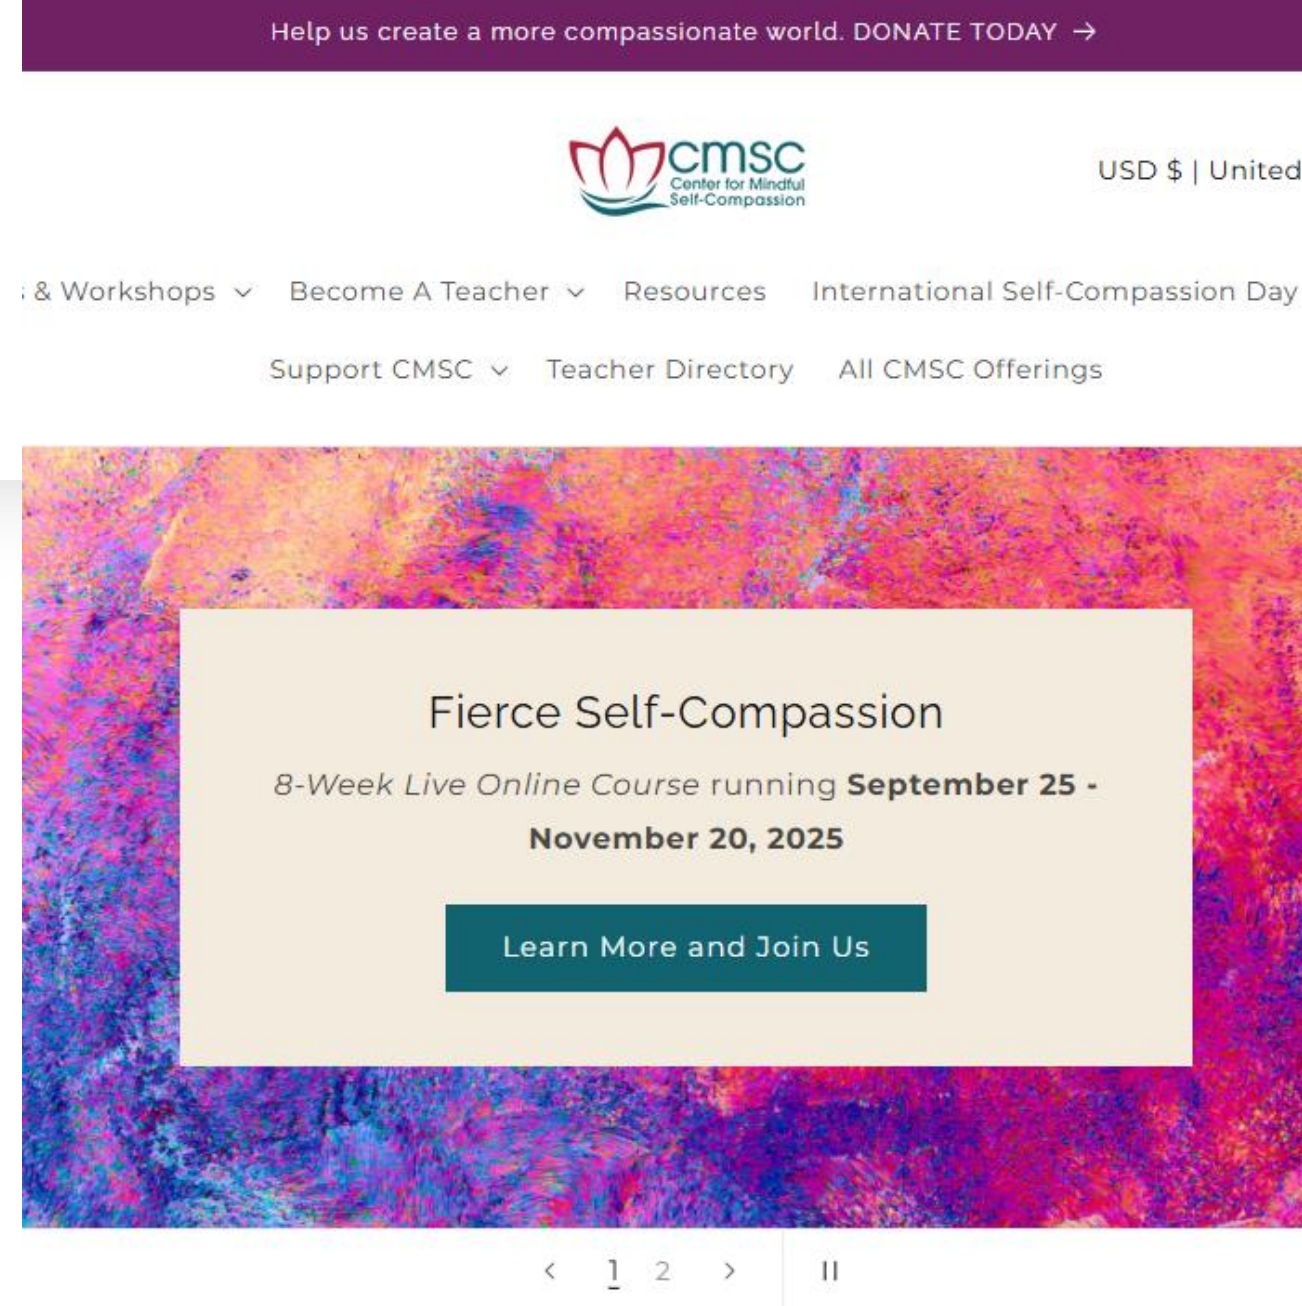 Help us create a more compassionate world. DONATE TODAY →
cmsc
Center for Mindful
Self-Compassion
USD $ | United
& Workshops
Become A Teacher
Resources
International Self-Compassion Day
Support CMSC
Teacher Directory
All CMSC Offerings
Fierce Self-Compassion
8-Week Live Online Course running September 25 -
November 20, 2025
Learn More and Join Us
1 2